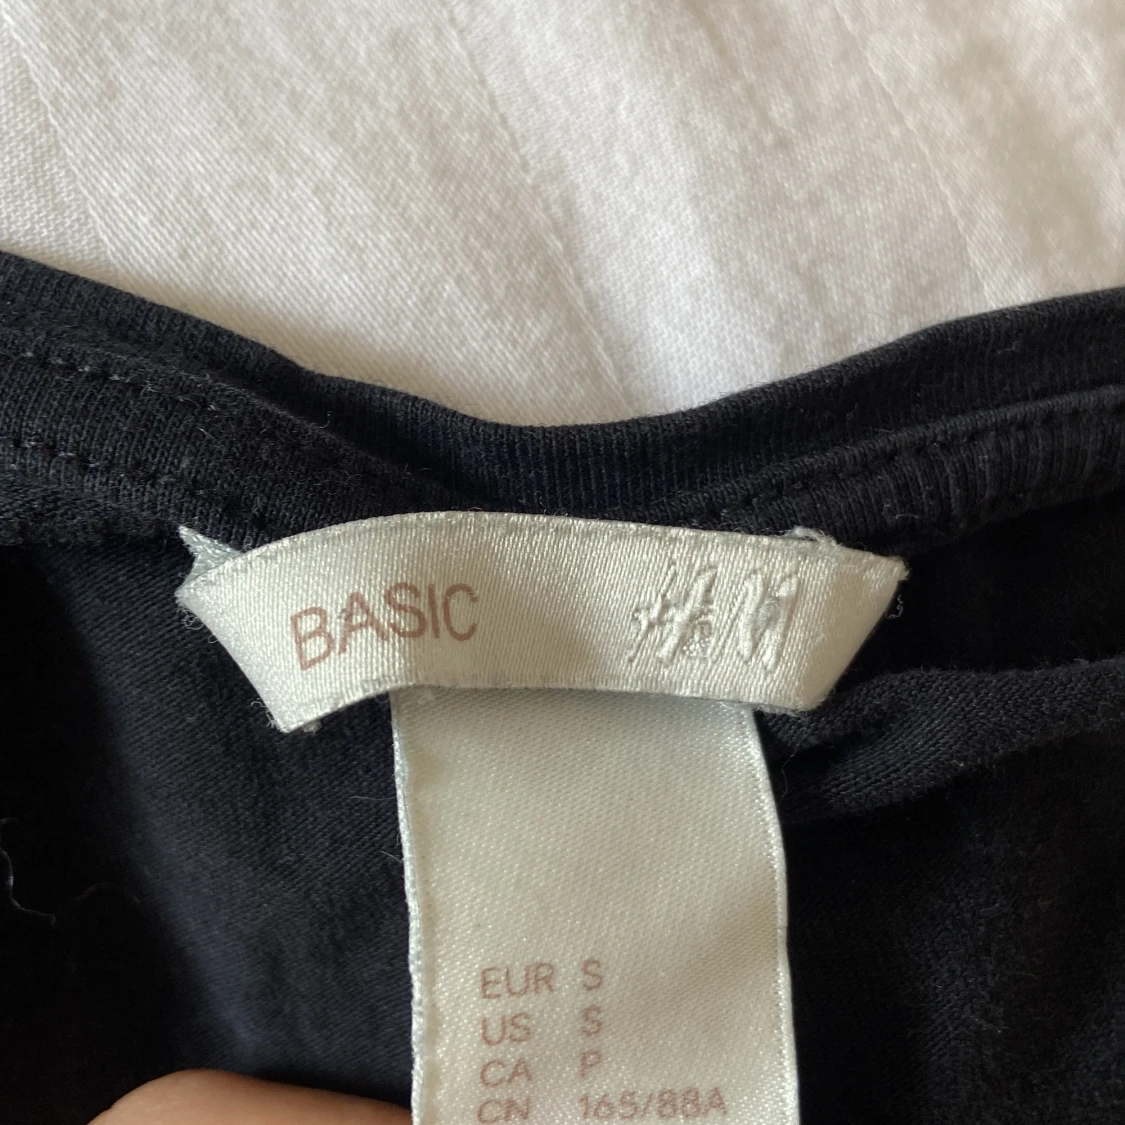 BASIC H&M
EUR S
US S
CA P
CN 165/88A